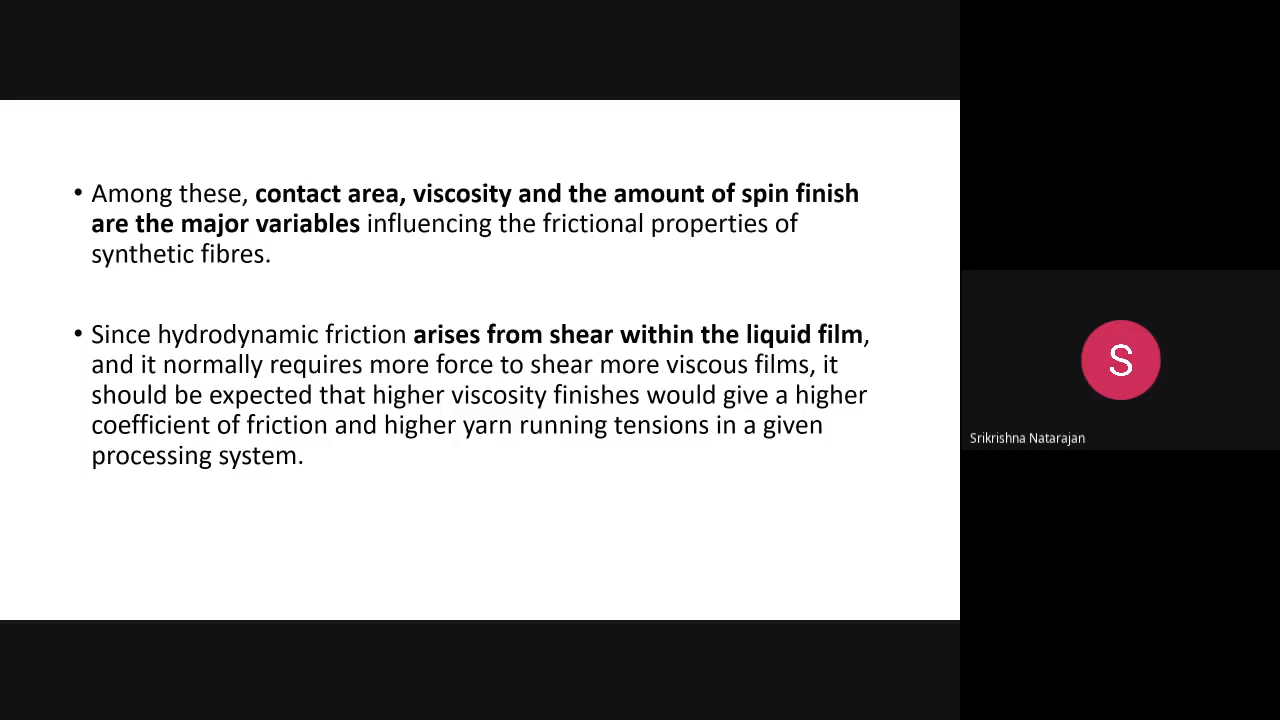 • Among these, contact area, viscosity and the amount of spin finish
are the major variables influencing the frictional properties of
synthetic fibres.
• Since hydrodynamic friction arises from shear within the liquid film,
and it normally requires more force to shear more viscous films, it
should be expected that higher viscosity finishes would give a higher
coefficient of friction and higher yarn running tensions in a given
processing system.
S
Srikrishna Natarajan